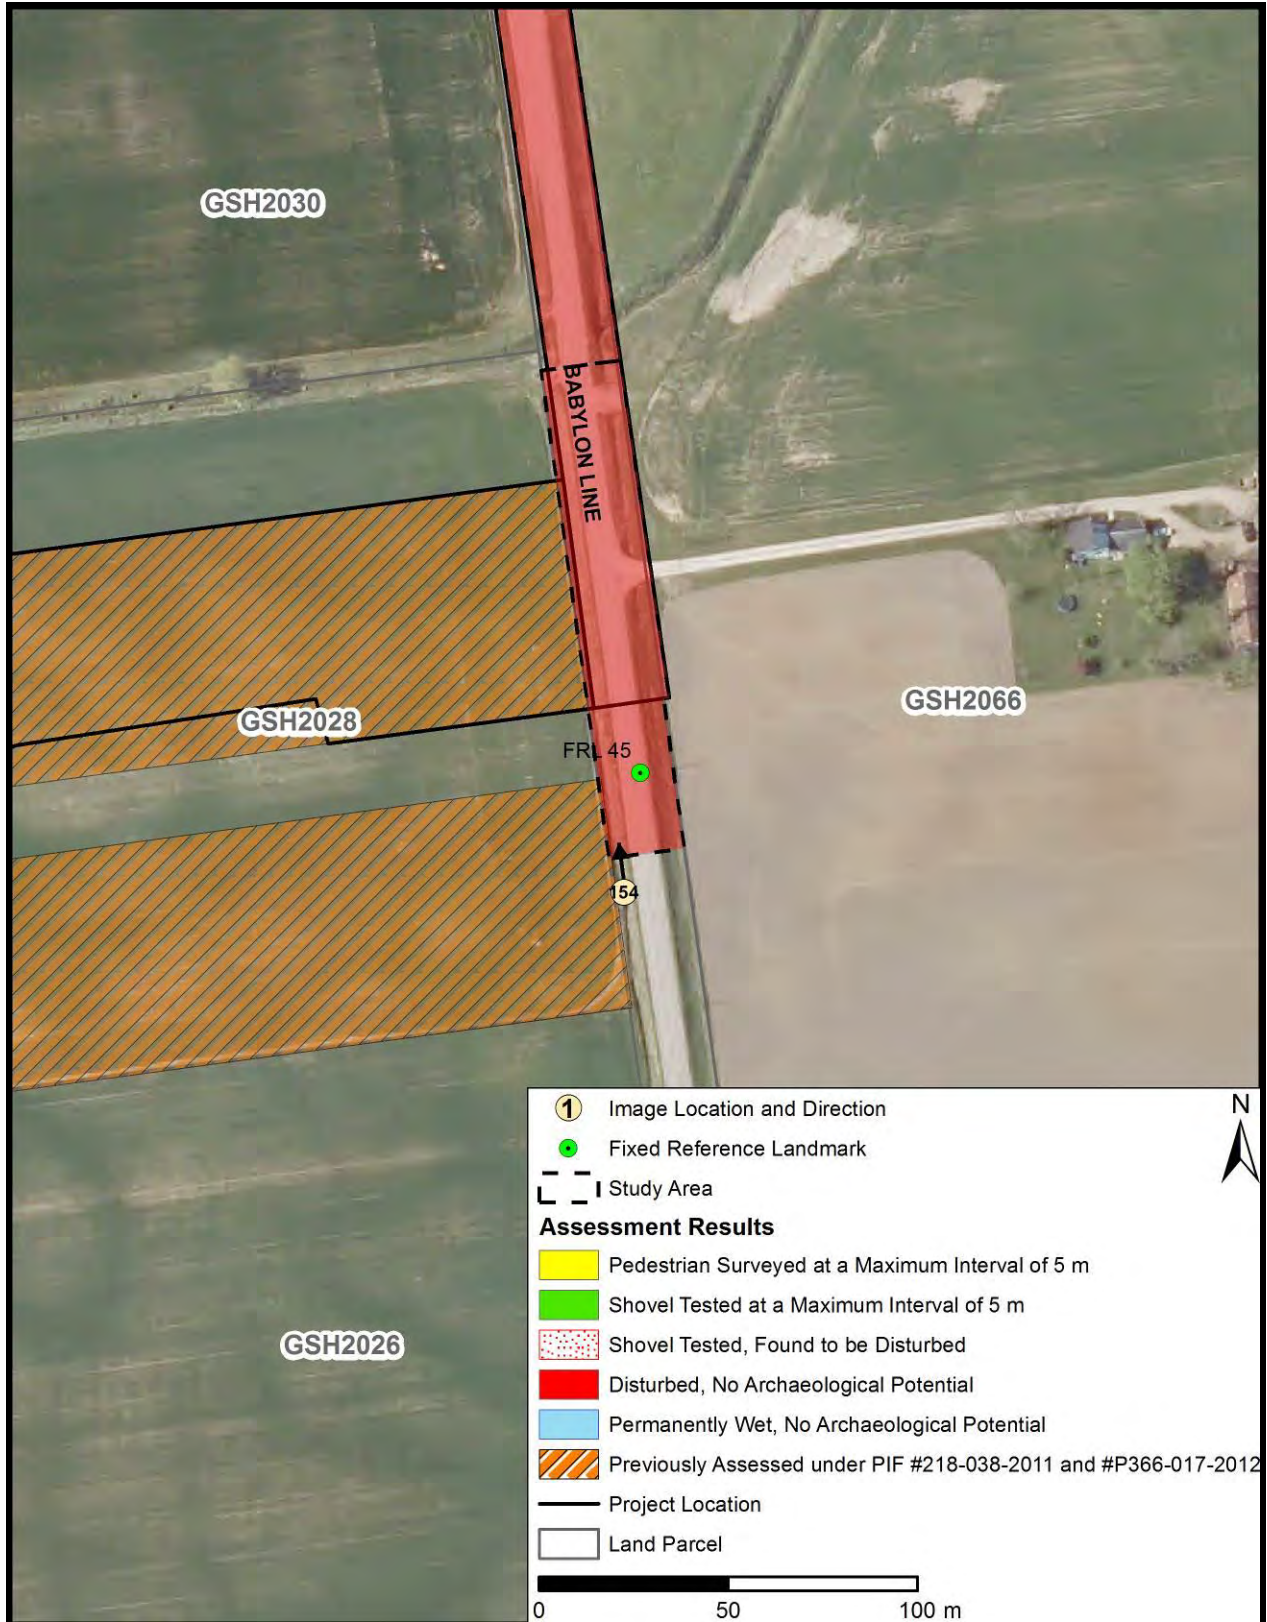 GSH2030
BABYLON LINE
GSH2066
GSH2028
FRL 45
154
GSH2026
1 Image Location and Direction
N
Fixed Reference Landmark
Study Area
Assessment Results
Pedestrian Surveyed at a Maximum Interval of 5 m
Shovel Tested at a Maximum Interval of 5 m
Shovel Tested, Found to be Disturbed
Disturbed, No Archaeological Potential
Permanently Wet, No Archaeological Potential
Previously Assessed under PIF #218-038-2011 and #P366-017-2012
Project Location
Land Parcel
0 50 100 m